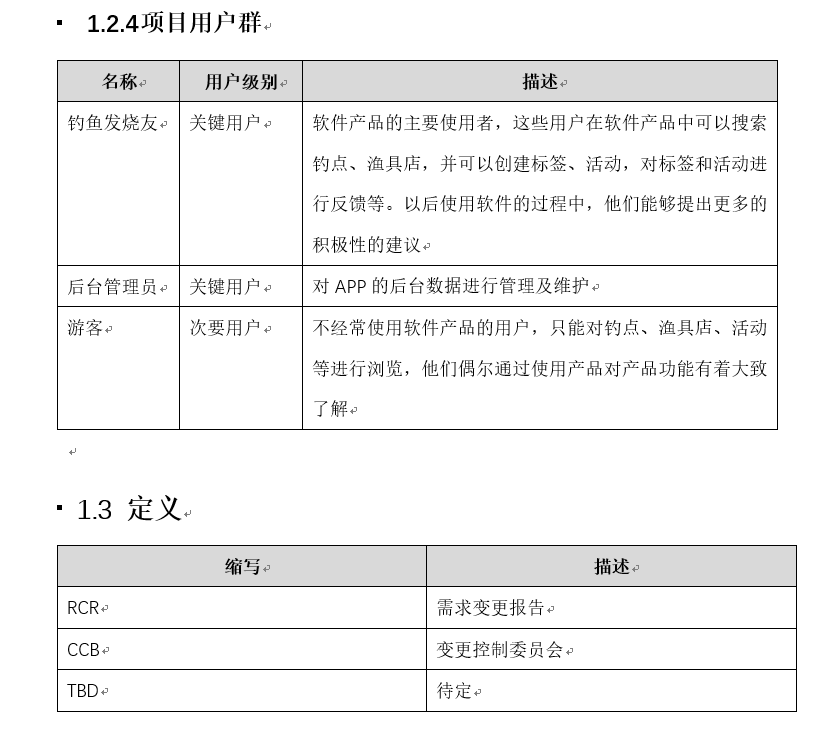 1.2.4项目用户群
名称 用户级别 描述
钓鱼发烧友 关键用户 软件产品的主要使用者，这些用户在软件产品中可以搜索
钓点、渔具店，并可以创建标签、活动，对标签和活动进
行反馈等。以后使用软件的过程中，他们能够提出更多的
积极性的建议
后台管理员 关键用户 对 APP 的后台数据进行管理及维护
游客 次要用户 不经常使用软件产品的用户，只能对钓点、渔具店、活动
等进行浏览，他们偶尔通过使用产品对产品功能有着大致
了解
1.3 定义
缩写 描述
RCR 需求变更报告
CCB 变更控制委员会
TBD 待定